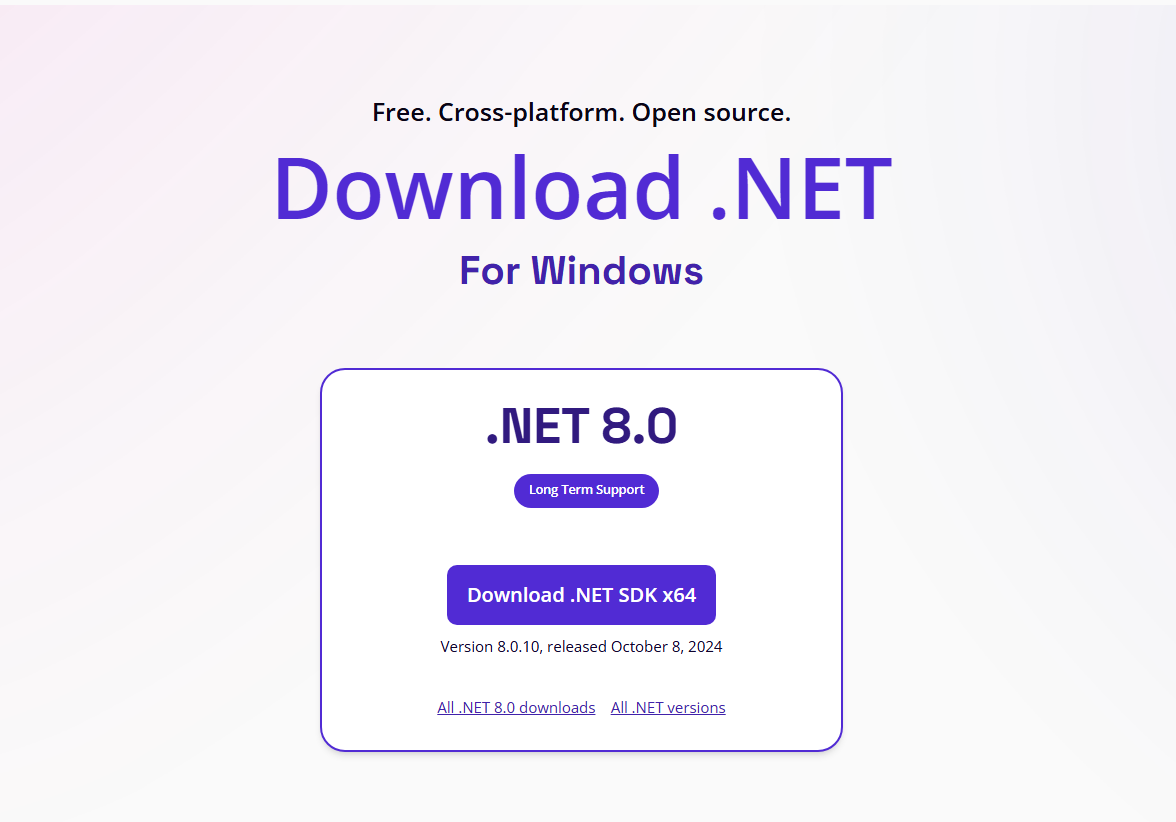 Free. Cross-platform. Open source.
Download .NET
For Windows
.NET 8.0
Long Term Support
Download .NET SDK x64
Version 8.0.10, released October 8, 2024
All .NET 8.0 downloads All .NET versions